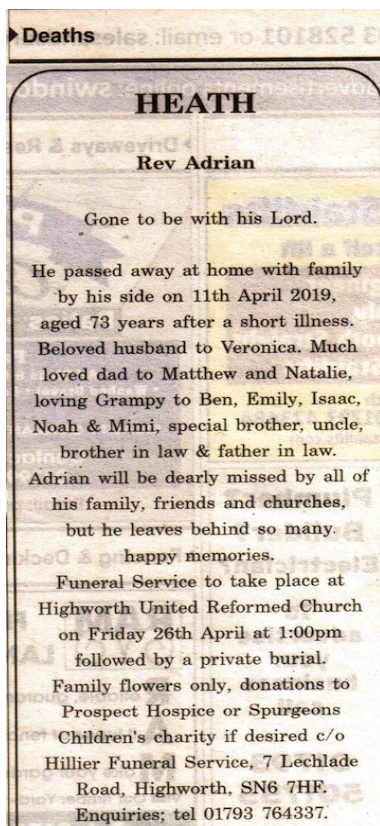 Deaths
HEATH
Rev Adrian
Gone to be with his Lord.
He passed away at home with family
by his side on 11th April 2019,
aged 73 years after a short illness.
Beloved husband to Veronica. Much
loved dad to Matthew and Natalie,
loving Grampy to Ben, Emily, Isaac,
Noah & Mimi, special brother, uncle,
brother in law & father in law.
Adrian will be dearly missed by all of
his family, friends and churches,
but he leaves behind so many
happy memories.
Funeral Service to take place at
Highworth United Reformed Church
on Friday 26th April at 1:00pm
followed by a private burial.
Family flowers only, donations to
Prospect Hospice or Spurgeons
Children's charity if desired c/o
Hillier Funeral Service, 7 Lechlade
Road, Highworth, SN6 7HF.
Enquiries; tel 01793 764337.